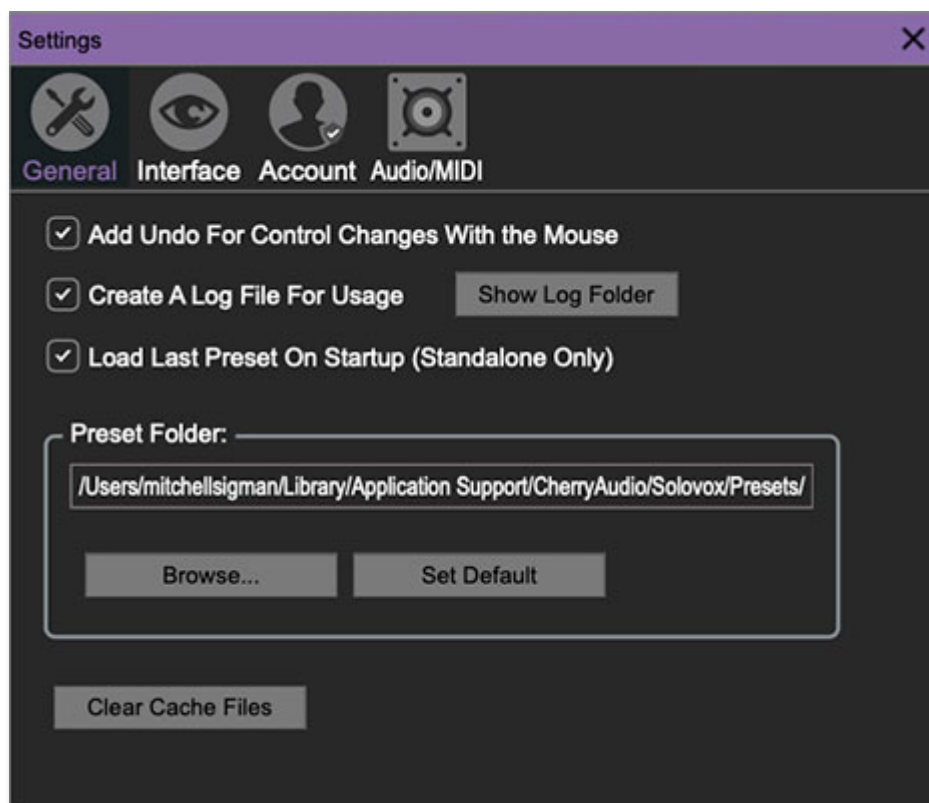 Settings
General Interface Account Audio/MIDI
Add Undo For Control Changes With the Mouse
Create A Log File For Usage Show Log Folder
Load Last Preset On Startup (Standalone Only)
Preset Folder:
/Users/mitchellsigman/Library/Application Support/CherryAudio/Solovox/Presets/
Browse... Set Default
Clear Cache Files